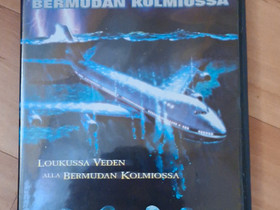 BERMUDAN KOLMIOSSA
LOUKUSSA VEDEN
ALLA BERMUDAN KOLMIOSSA